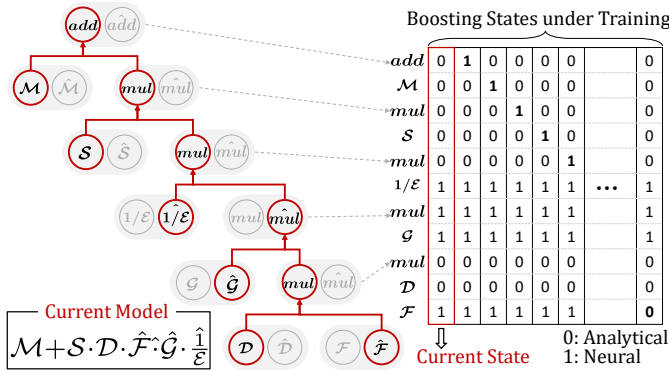 Boosting States under Training
add add̂
M M̂
mul mul̂
S Ŝ
mul mul̂
1/E 1/Ê
mul mul̂
G Ĝ
mul mul̂
D D̂
F F̂
Current Model
M+S·D·F̂·̂Ĝ·1̂/E
add 0 1 0 0 0 0 0
M 0 0 1 0 0 0 0
mul 0 0 0 1 0 0 0
S 0 0 0 0 1 0 0
mul 0 0 0 0 0 1 0
1/E 1 1 1 1 1 1 ... 1
mul 1 1 1 1 1 1 1
G 1 1 1 1 1 1 1
mul 0 0 0 0 0 0 0
D 0 0 0 0 0 0 0
F 1 1 1 1 1 1 0
Current State
0: Analytical
1: Neural